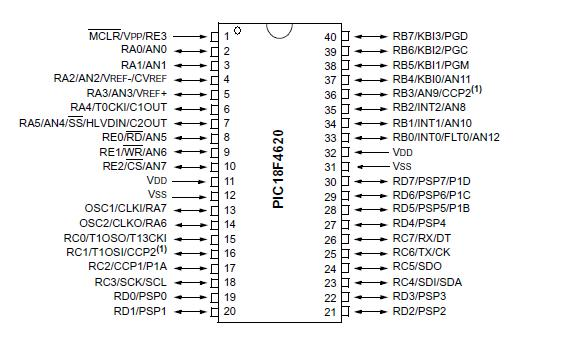 MCLR/VPP/RE3 1 40 RB7/KBI3/PGD
RA0/AN0 2 39 RB6/KBI2/PGC
RA1/AN1 3 38 RB5/KBI1/PGM
RA2/AN2/VREF-/CVREF 4 37 RB4/KBI0/AN11
RA3/AN3/VREF+ 5 36 RB3/AN9/CCP2(1)
RA4/T0CKI/C1OUT 6 35 RB2/INT2/AN8
RA5/AN4/SS/HLVDIN/C2OUT 7 34 RB1/INT1/AN10
RE0/RD/AN5 8 33 RB0/INT0/FLT0/AN12
RE1/WR/AN6 9 32 VDD
RE2/CS/AN7 10 31 VSS
VDD 11 30 RD7/PSP7/P1D
VSS 12 29 RD6/PSP6/P1C
OSC1/CLKI/RA7 13 28 RD5/PSP5/P1B
OSC2/CLKO/RA6 14 27 RD4/PSP4
RC0/T1OSO/T13CKI 15 26 RC7/RX/DT
RC1/T1OSI/CCP2(1) 16 25 RC6/TX/CK
RC2/CCP1/P1A 17 24 RC5/SDO
RC3/SCK/SCL 18 23 RC4/SDI/SDA
RD0/PSP0 19 22 RD3/PSP3
RD1/PSP1 20 21 RD2/PSP2
PIC18F4620